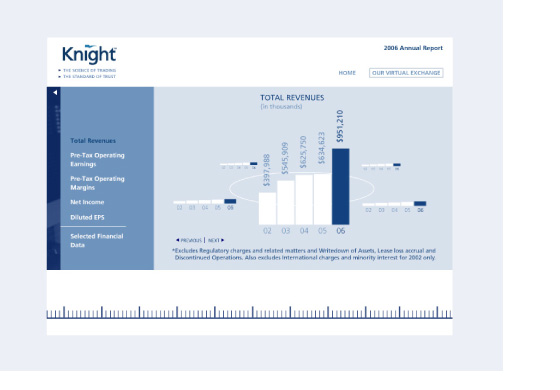 2006 Annual Report
Knight
THE SCIENCE OF TRADING
THE STANDARD OF TRUST
HOME
OUR VIRTUAL EXCHANGE
TOTAL REVENUES
(in thousands)
Total Revenues
Pre-Tax Operating
Earnings
Pre-Tax Operating
Margins
Net Income
Diluted EPS
Selected Financial
Data
$397,988
$545,909
$625,750
$634,623
$951,210
02 03 04 05 06
02 03 04 05 06
02 03 04 05 06
PREVIOUS | NEXT
*Excludes Regulatory charges and related matters and Writedown of Assets, Lease loss accrual and
Discontinued Operations. Also excludes International charges and minority interest for 2002 only.